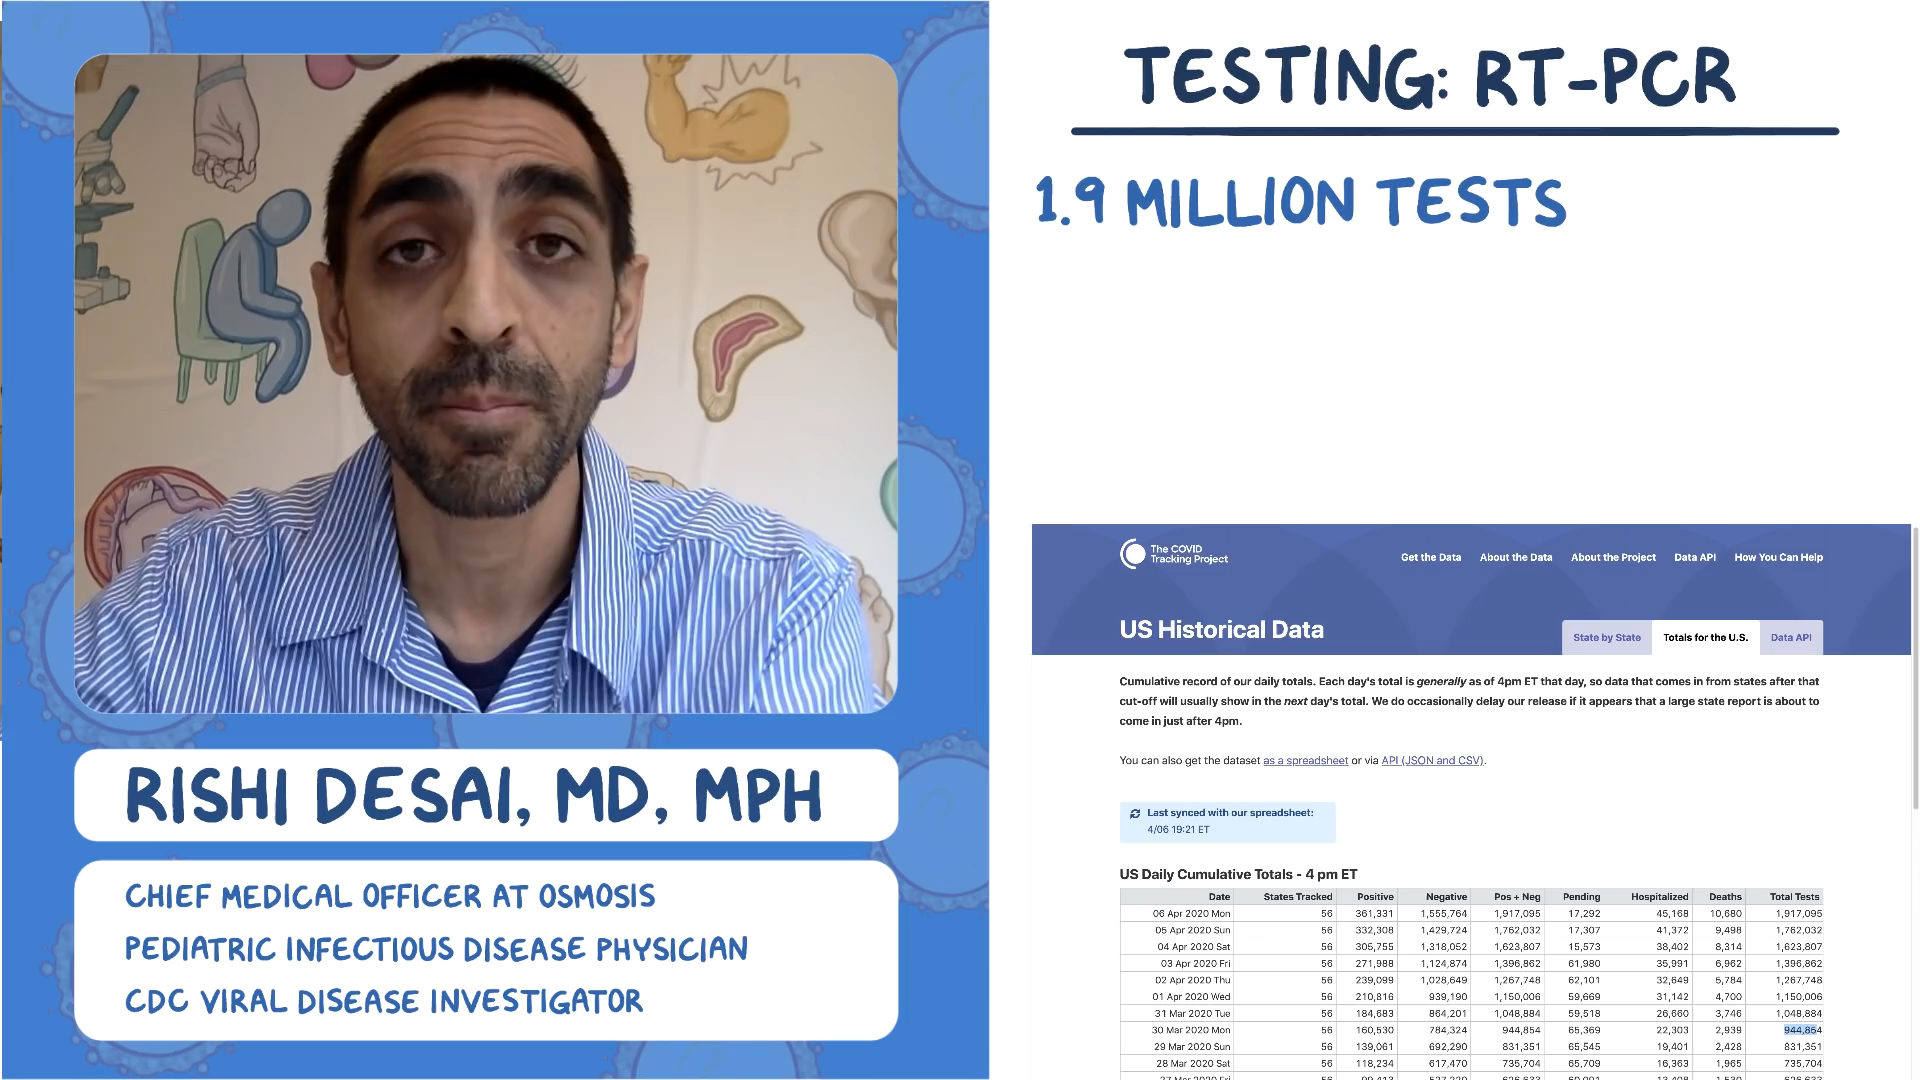 RISHI DESAI, MD, MPH
CHIEF MEDICAL OFFICER AT OSMOSIS
PEDIATRIC INFECTIOUS DISEASE PHYSICIAN
CDC VIRAL DISEASE INVESTIGATOR
TESTING: RT-PCR
1.9 MILLION TESTS
The COVID
Tracking Project
Get the Data About the Data About the Project Data API How You Can Help
US Historical Data
State by State Totals for the U.S. Data API
Cumulative record of our daily totals. Each day's total is generally as of 4pm ET that day, so data that comes in from states after that
cut-off will usually show in the next day's total. We do occasionally delay our release if it appears that a large state report is about to
come in just after 4pm.
You can also get the dataset as a spreadsheet or via API (JSON and CSV).
Last synced with our spreadsheet:
4/06 19:21 ET
US Daily Cumulative Totals - 4 pm ET
Date States Tracked Positive Negative Pos + Neg Pending Hospitalized Deaths Total Tests
06 Apr 2020 Mon 56 361,331 1,555,764 1,917,095 17,292 45,168 10,680 1,917,095
05 Apr 2020 Sun 56 332,308 1,429,724 1,762,032 17,307 41,372 9,498 1,762,032
04 Apr 2020 Sat 56 305,755 1,318,052 1,623,807 15,573 38,402 8,314 1,623,807
03 Apr 2020 Fri 56 271,988 1,124,874 1,396,862 61,980 35,991 6,962 1,396,862
02 Apr 2020 Thu 56 239,099 1,028,649 1,267,748 62,101 32,649 5,784 1,267,748
01 Apr 2020 Wed 56 210,816 939,190 1,150,006 59,669 31,142 4,700 1,150,006
31 Mar 2020 Tue 56 184,683 864,201 1,048,884 59,518 26,660 3,746 1,048,884
30 Mar 2020 Mon 56 160,530 784,324 944,854 65,369 22,303 2,939 944,854
29 Mar 2020 Sun 56 139,061 692,290 831,351 65,545 19,401 2,428 831,351
28 Mar 2020 Sat 56 118,234 617,470 735,704 65,709 16,363 1,965 735,704